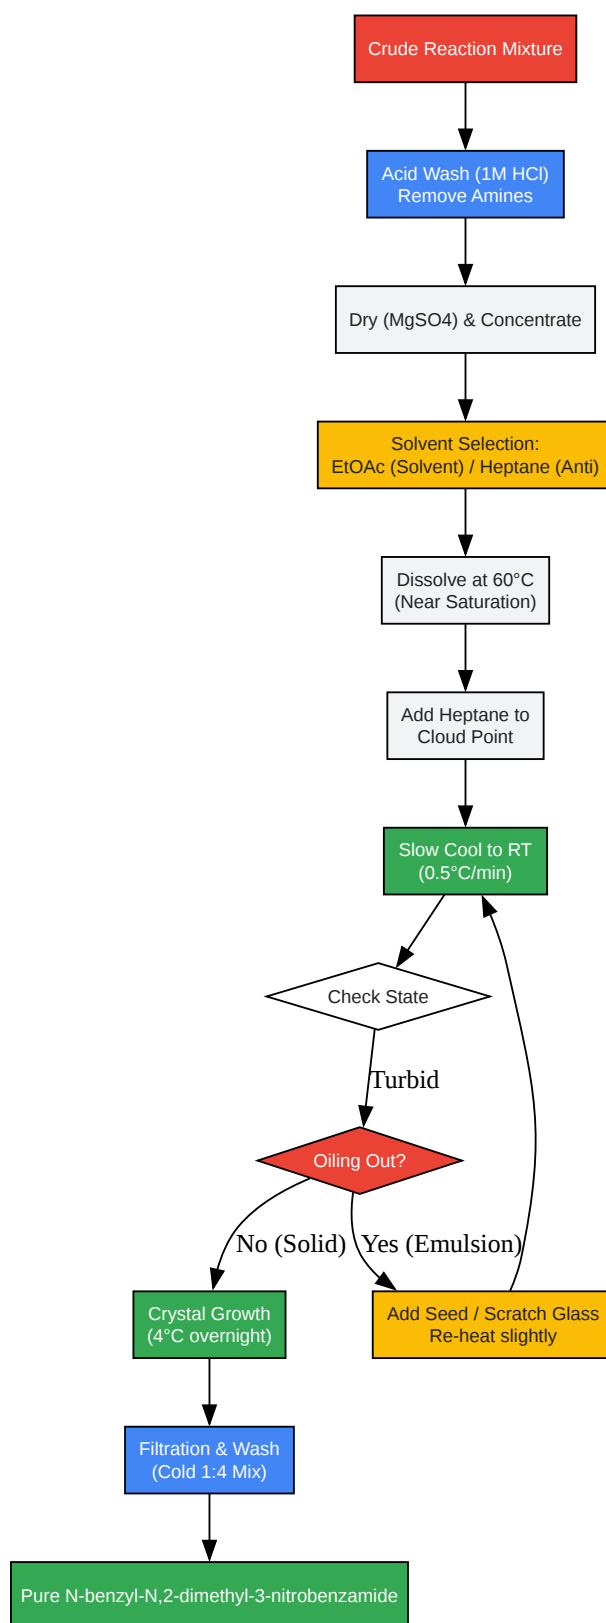 Crude Reaction Mixture
Acid Wash (1M HCl)
Remove Amines
Dry (MgSO4) & Concentrate
Solvent Selection:
EtOAc (Solvent) / Heptane (Anti)
Dissolve at 60°C
(Near Saturation)
Add Heptane to
Cloud Point
Slow Cool to RT
(0.5°C/min)
Check State
Turbid
Oiling Out?
No (Solid)
Yes (Emulsion)
Crystal Growth
(4°C overnight)
Add Seed / Scratch Glass
Re-heat slightly
Filtration & Wash
(Cold 1:4 Mix)
Pure N-benzyl-N,2-dimethyl-3-nitrobenzamide